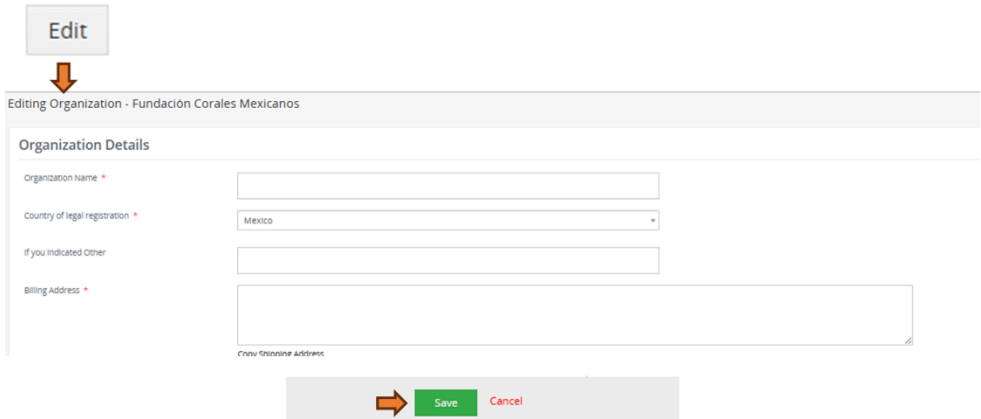 Edit
Editing Organization - Fundación Corales Mexicanos
Organization Details
Organization Name *
Country of legal registration *
Mexico
If you Indicated Other
Billing Address *
Copy Shipping Address
Save
Cancel